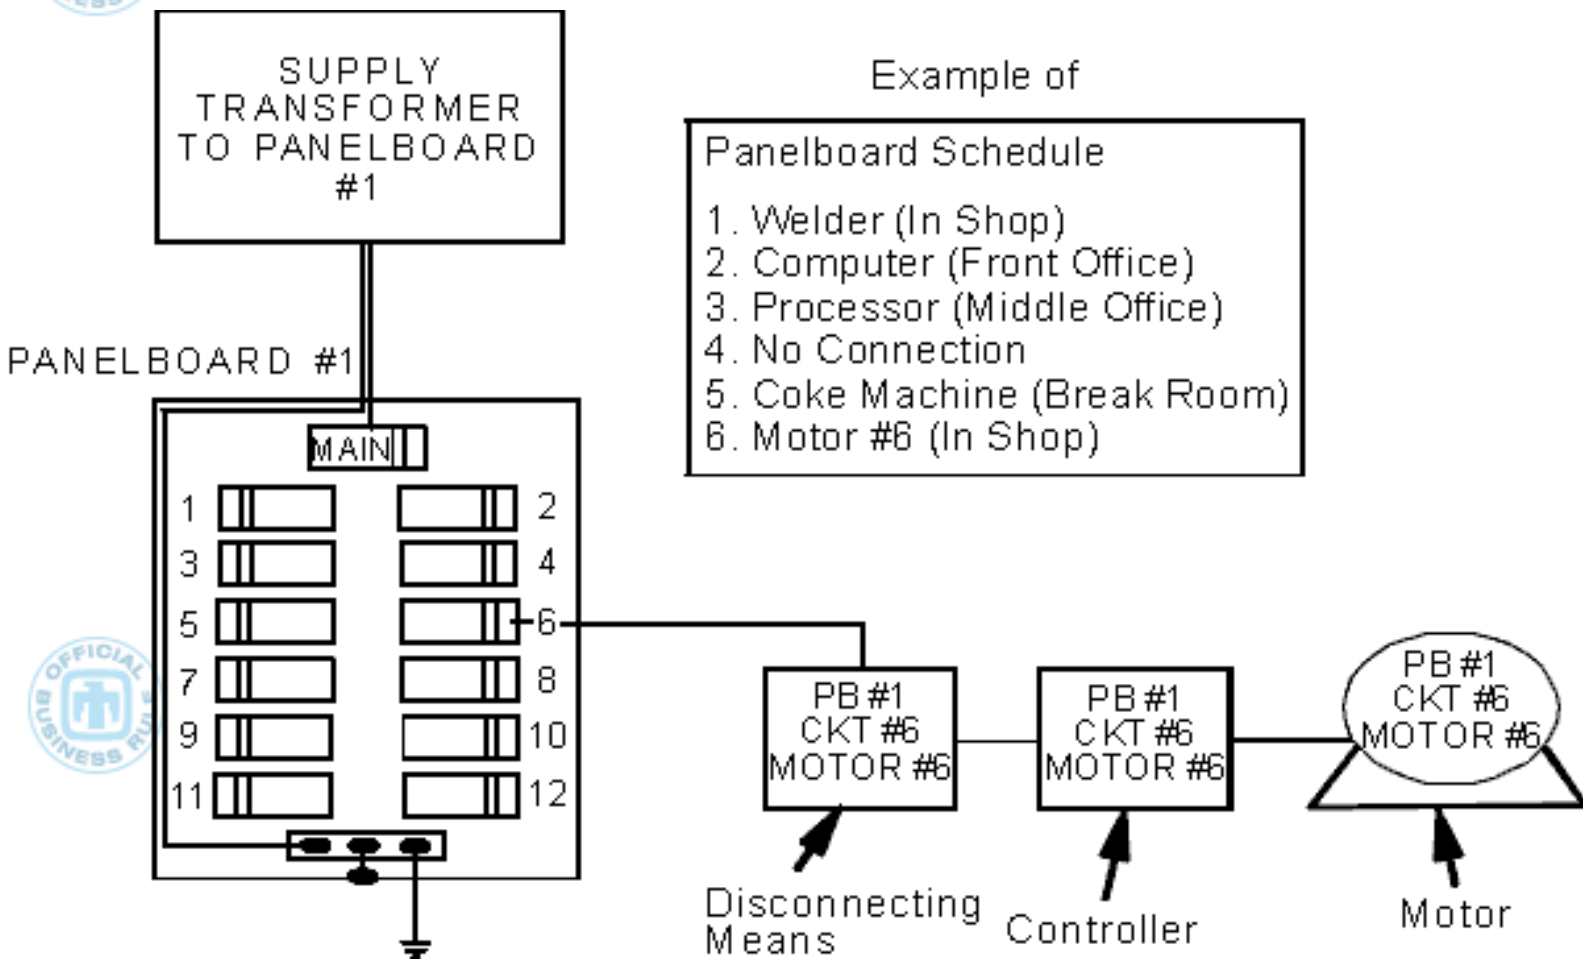 SUPPLY
TRANSFORMER
TO PANELBOARD
#1
Example of
Panelboard Schedule
1. Welder (In Shop)
2. Computer (Front Office)
3. Processor (Middle Office)
4. No Connection
5. Coke Machine (Break Room)
6. Motor #6 (In Shop)
PANELBOARD #1
MAIN
1 2
3 4
5 6
7 8
9 10
11 12
PB #1
CKT #6
MOTOR #6
PB #1
CKT #6
MOTOR #6
PB #1
CKT #6
MOTOR #6
Disconnecting
Means
Controller
Motor
OFFICIAL
BUSINESS